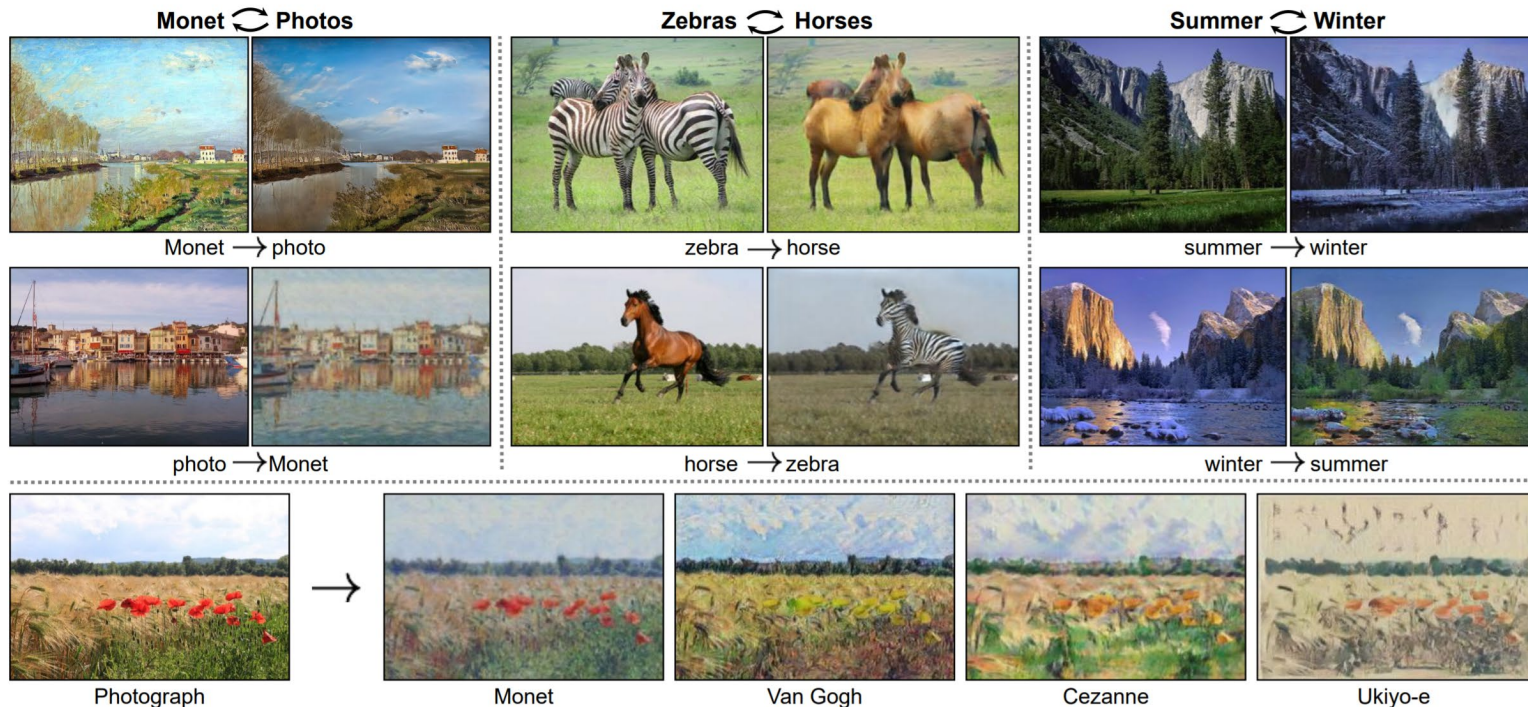 Monet Photos
Zebras Horses
Summer Winter
Monet → photo
zebra → horse
summer → winter
photo → Monet
horse → zebra
winter → summer
Photograph
Monet
Van Gogh
Cezanne
Ukiyo-e